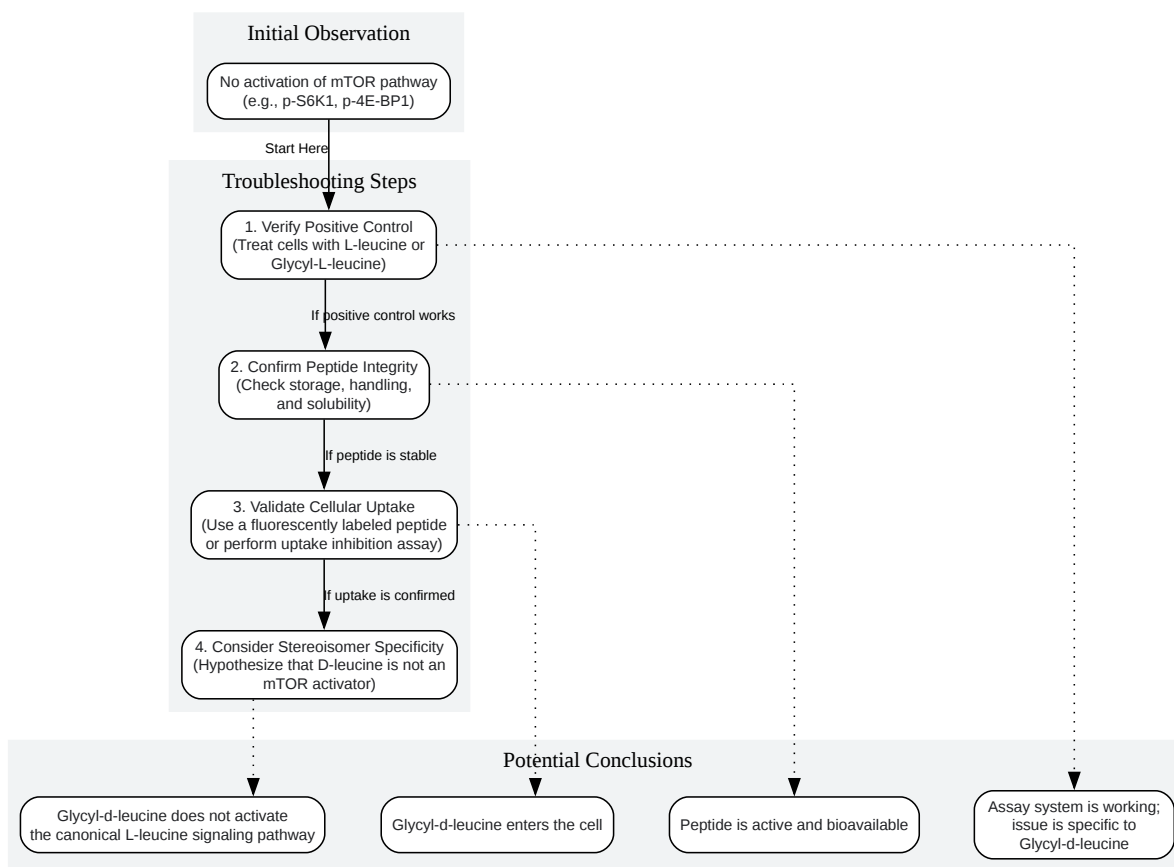 Initial Observation
No activation of mTOR pathway
(e.g., p-S6K1, p-4E-BP1)
Start Here
Troubleshooting Steps
1. Verify Positive Control
(Treat cells with L-leucine or
Glycyl-L-leucine)
If positive control works
2. Confirm Peptide Integrity
(Check storage, handling,
and solubility)
If peptide is stable
3. Validate Cellular Uptake
(Use a fluorescently labeled peptide
or perform uptake inhibition assay)
If uptake is confirmed
4. Consider Stereoisomer Specificity
(Hypothesize that D-leucine is not an
mTOR activator)
Potential Conclusions
Glycyl-d-leucine does not activate
the canonical L-leucine signaling pathway
Glycyl-d-leucine enters the cell
Peptide is active and bioavailable
Assay system is working;
issue is specific to
Glycyl-d-leucine